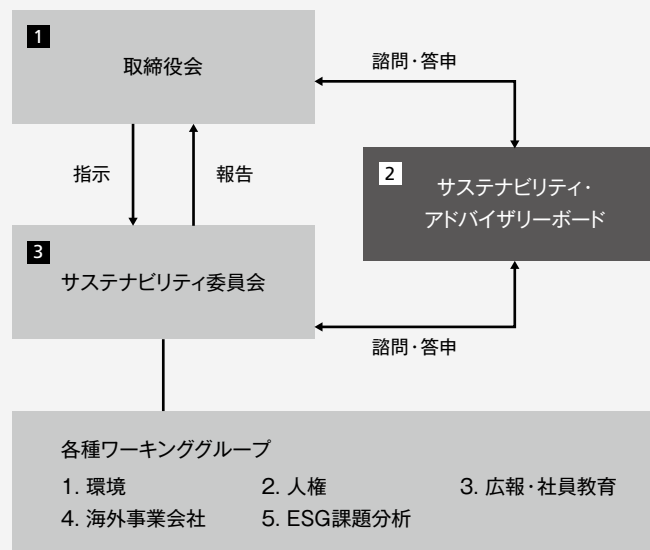 1
取締役会
諮問・答申
指示
報告
2
サステナビリティ・
アドバイザリーボード
3
サステナビリティ委員会
諮問・答申
各種ワーキンググループ
1. 環境 2. 人権 3. 広報・社員教育
4. 海外事業会社 5. ESG課題分析